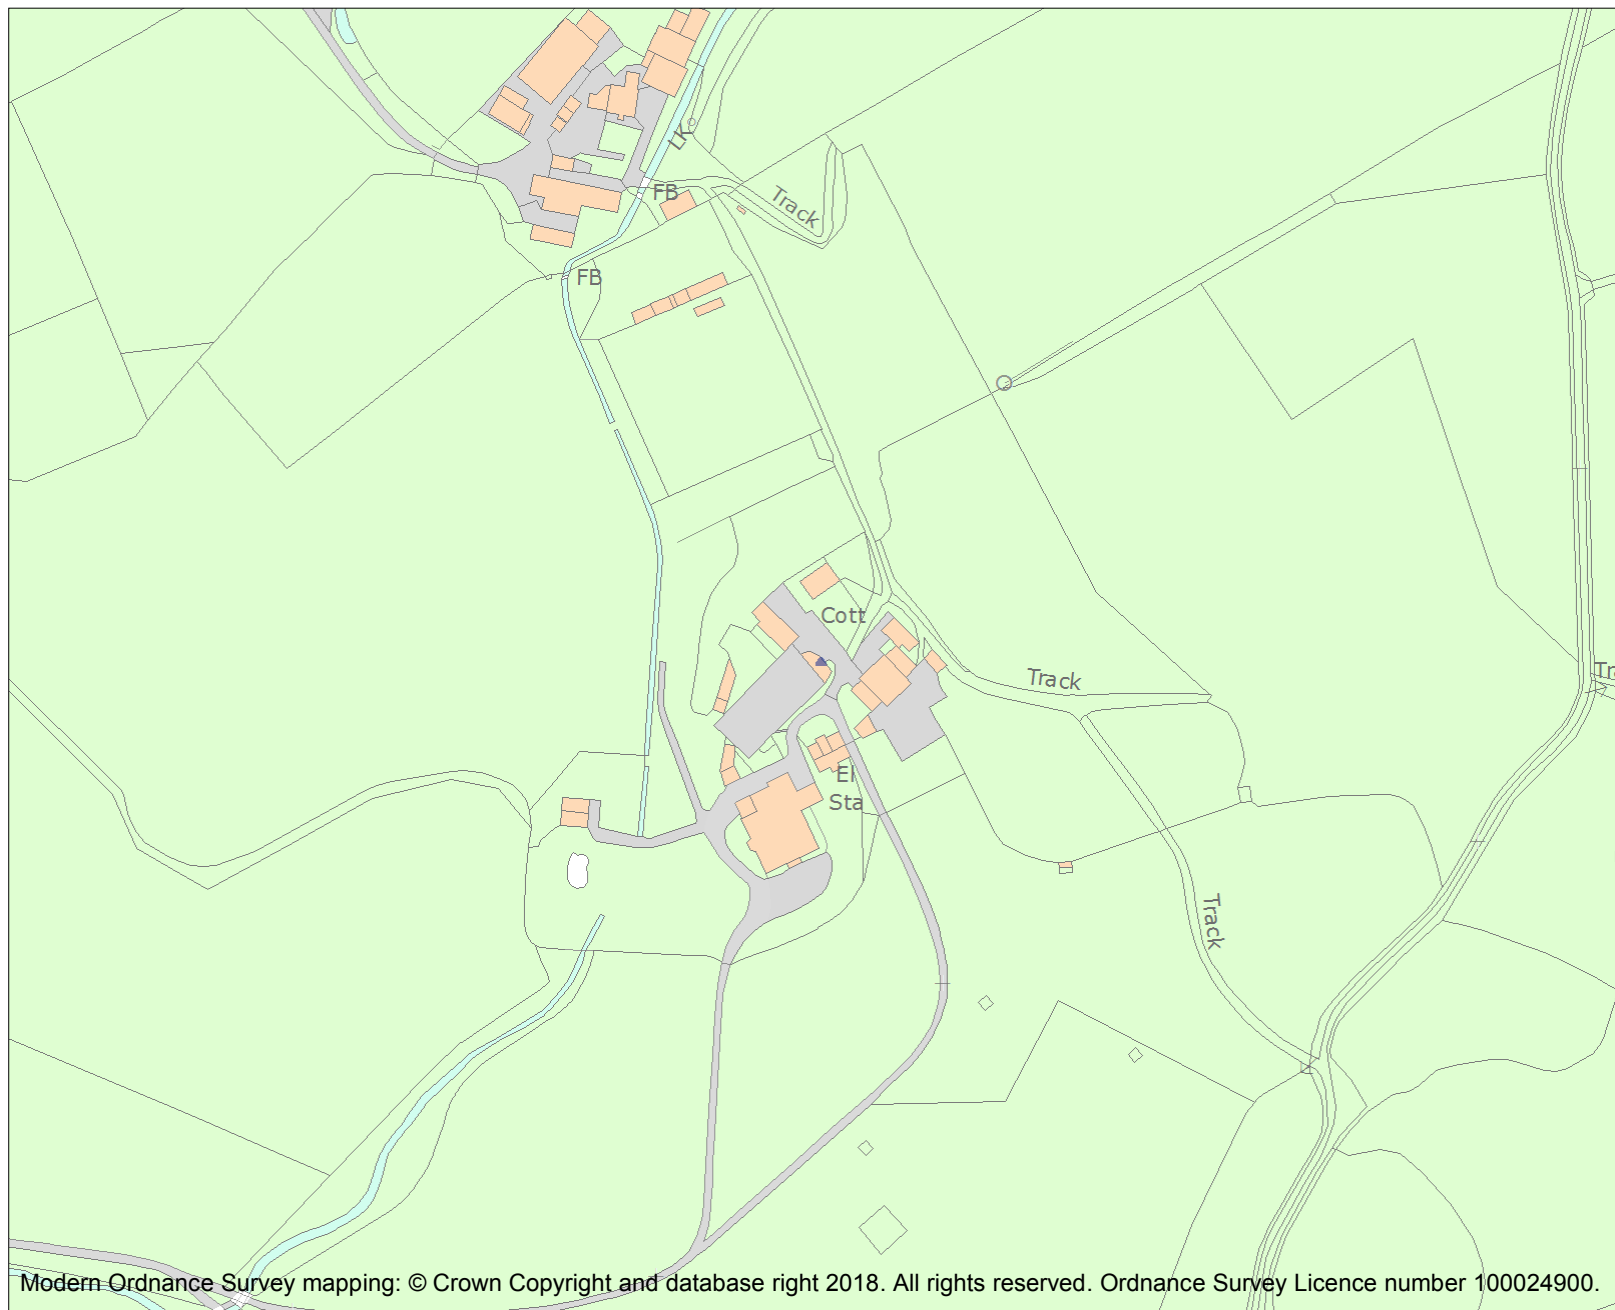 LK
FB
Track
FB
Cott
Track
Tr
El
Sta
Track
Modern Ordnance Survey mapping: © Crown Copyright and database right 2018. All rights reserved. Ordnance Survey Licence number 100024900.